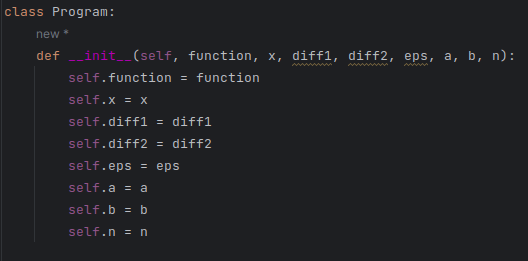 class Program:
new *
def __init__(self, function, x, diff1, diff2, eps, a, b, n):
self.function = function
self.x = x
self.diff1 = diff1
self.diff2 = diff2
self.eps = eps
self.a = a
self.b = b
self.n = n